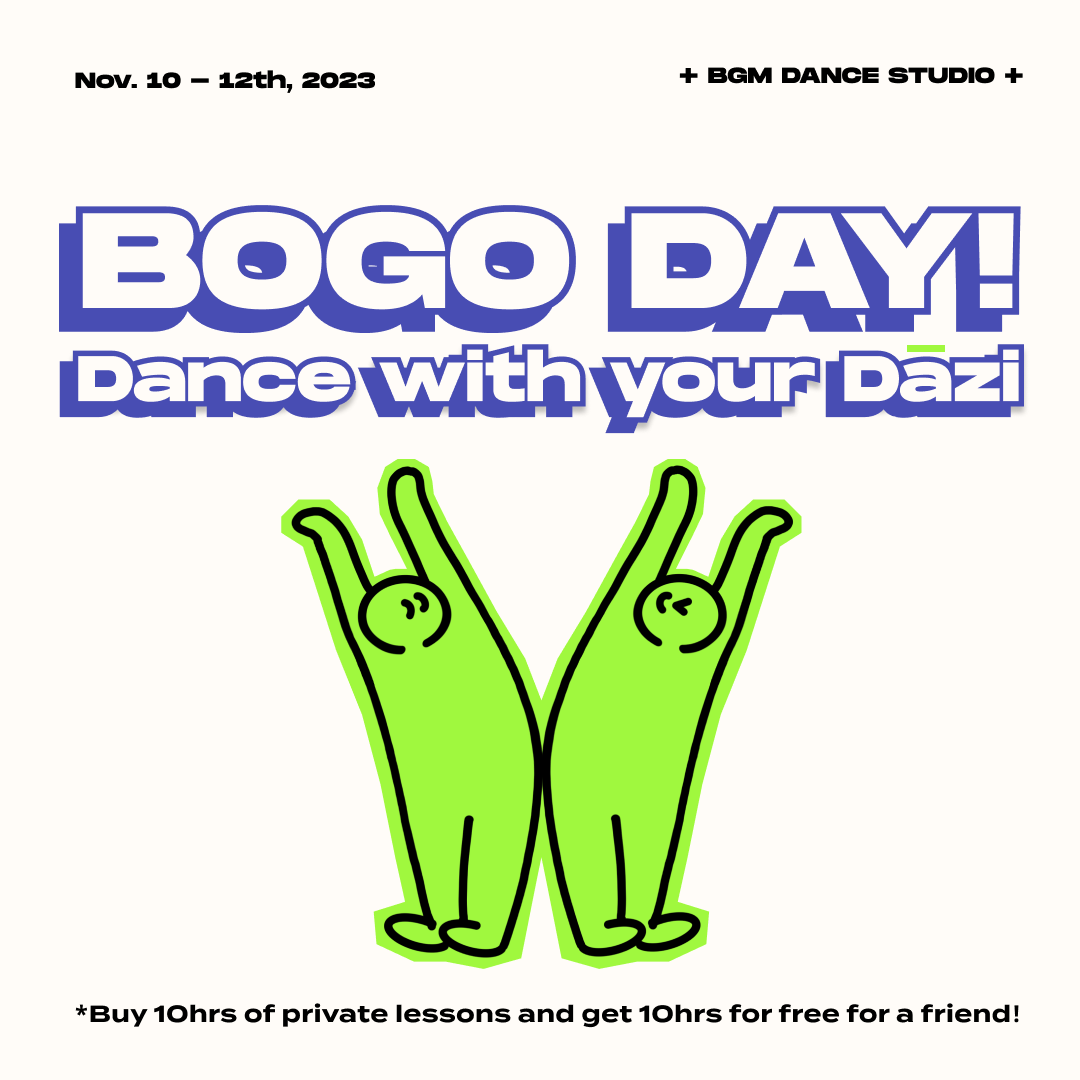 Nov. 10 – 12th, 2023
+ BGM DANCE STUDIO +
BOGO DAY!
Dance with your Dāzi
*Buy 10hrs of private lessons and get 10hrs for free for a friend!